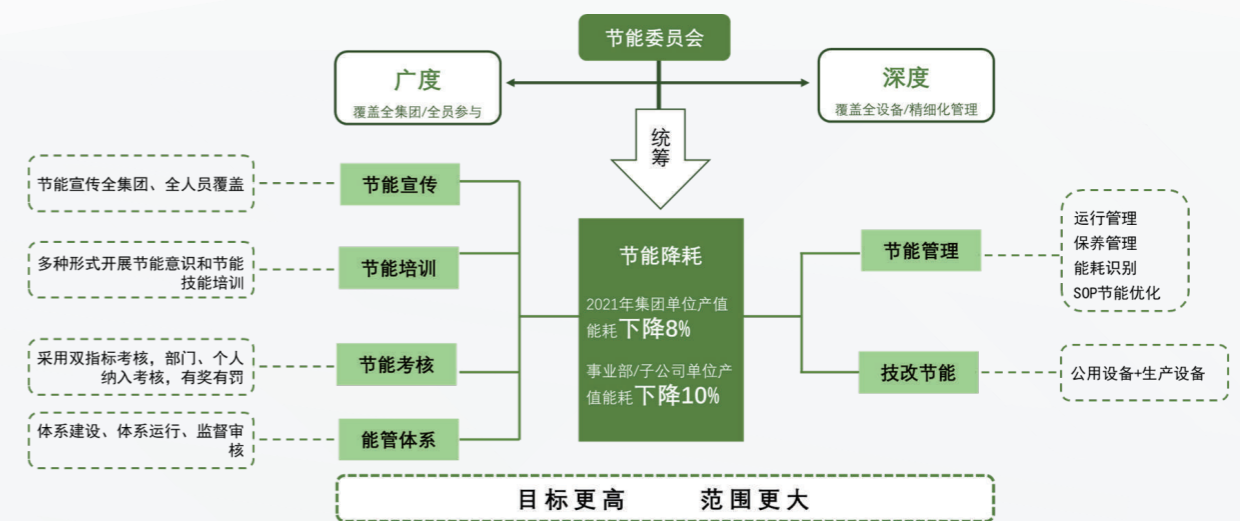 节能委员会
广度
覆盖全集团/全员参与
深度
覆盖全设备/精细化管理
统
筹
节能宣传全集团、全人员覆盖
节能宣传
多种形式开展节能意识和节能
技能培训
节能培训
采用双指标考核，部门、个人
纳入考核，有奖有罚
节能考核
体系建设、体系运行、监督审
核
能管体系
节能降耗
2021年集团单位产值
能耗下降8%
事业部/子公司单位产
值能耗下降10%
节能管理
运行管理
保养管理
能耗识别
SOP节能优化
技改节能
公用设备+生产设备
目标更高 范围更大